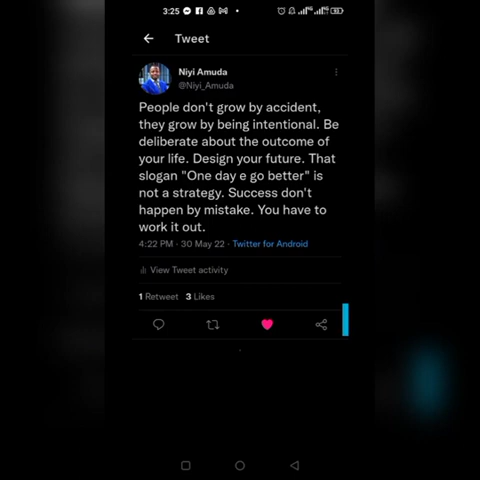 3:25
Tweet
Niyi Amuda
@Niyi_Amuda
People don't grow by accident,
they grow by being intentional. Be
deliberate about the outcome of
your life. Design your future. That
slogan "One day e go better" is
not a strategy. Success don't
happen by mistake. You have to
work it out.
4:22 PM · 30 May 22 · Twitter for Android
View Tweet activity
1 Retweet 3 Likes